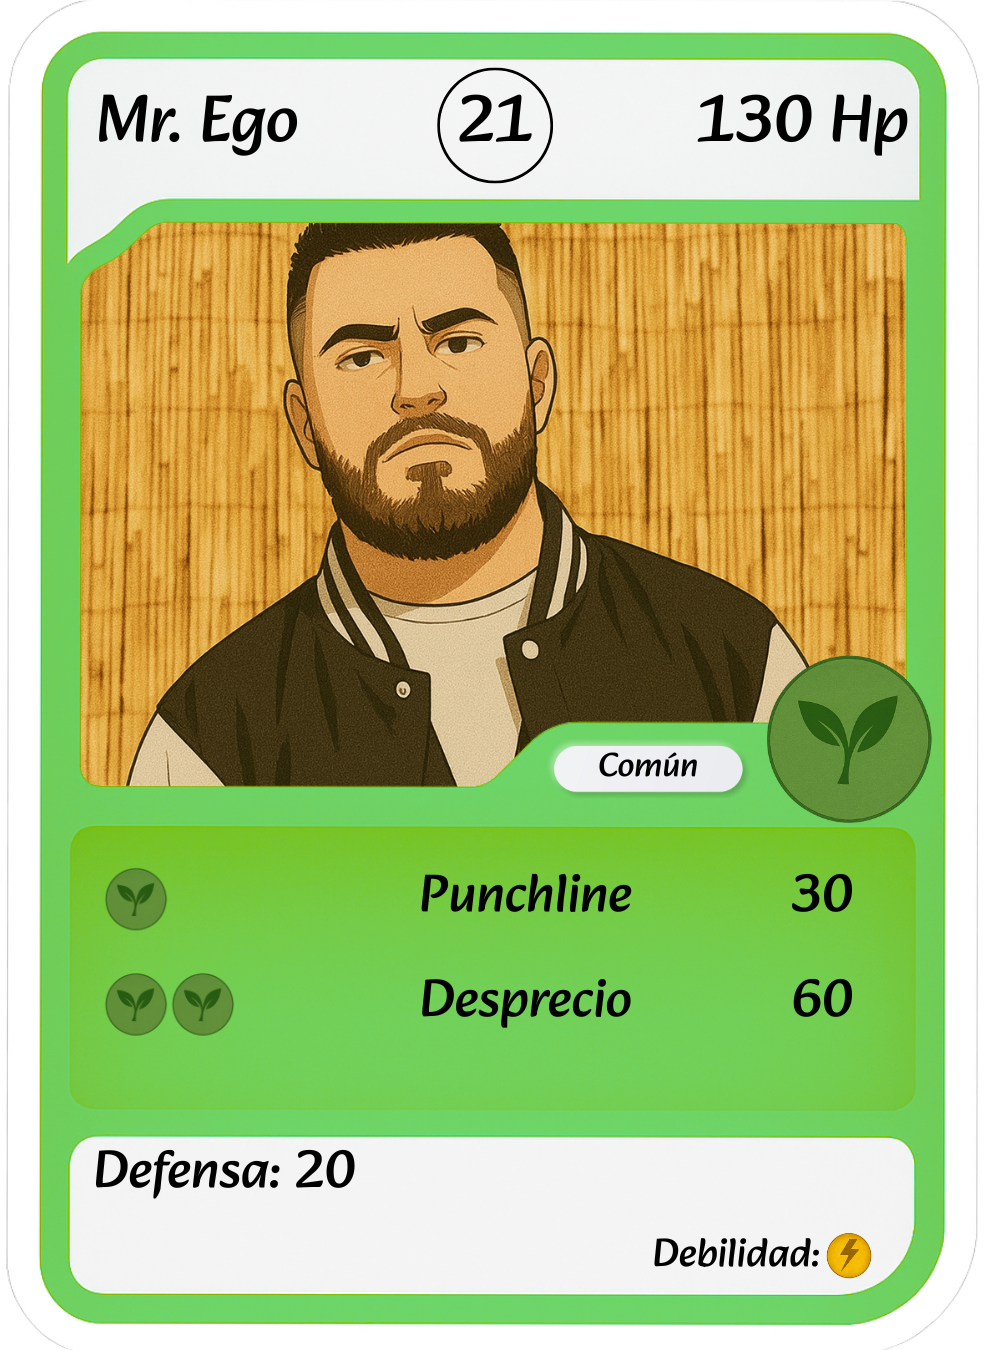 Mr. Ego 21 130 Hp
Común
Punchline 30
Desprecio 60
Defensa: 20
Debilidad: